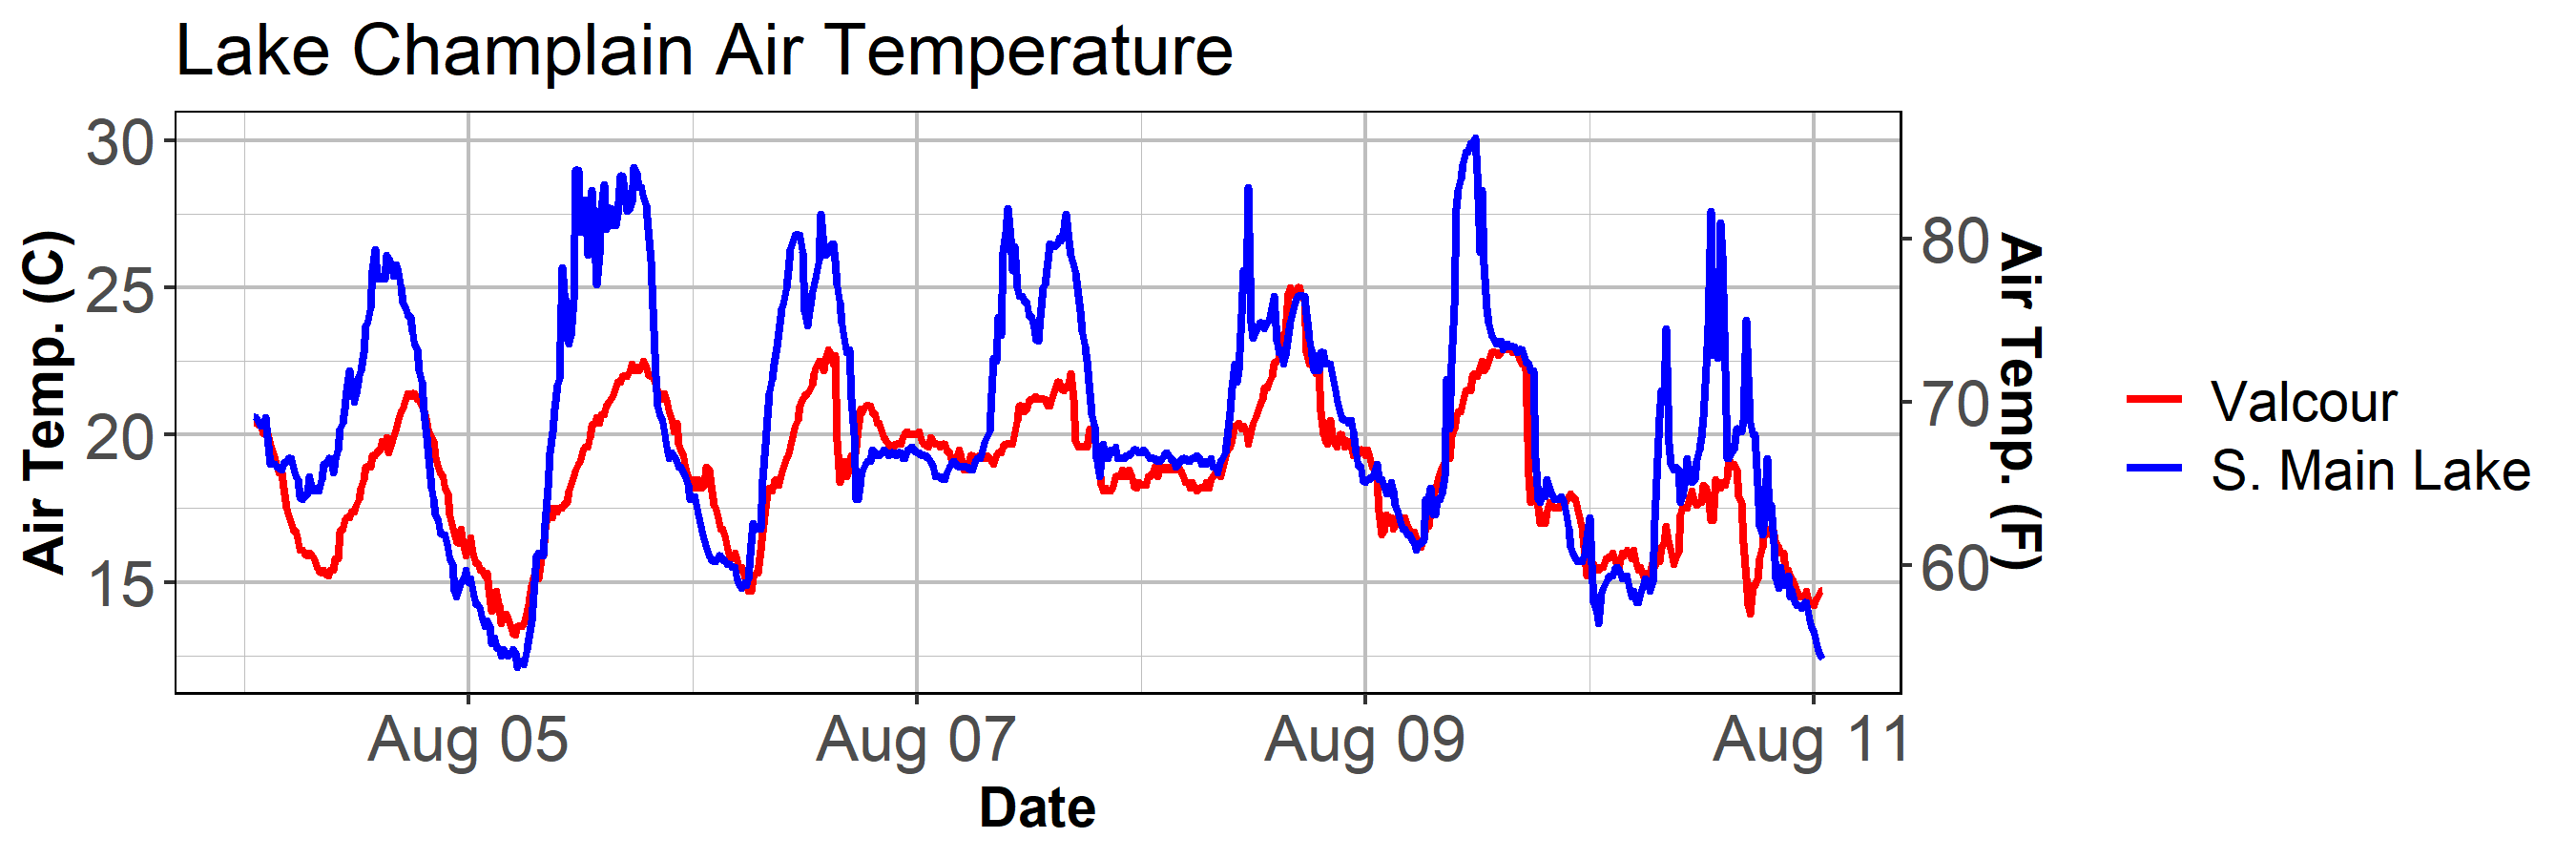 Lake Champlain Air Temperature
Air Temp. (C)
30
25
20
15
80
70
60
Air Temp. (F)
Aug 05
Aug 07
Aug 09
Aug 11
Date
Valcour
S. Main Lake